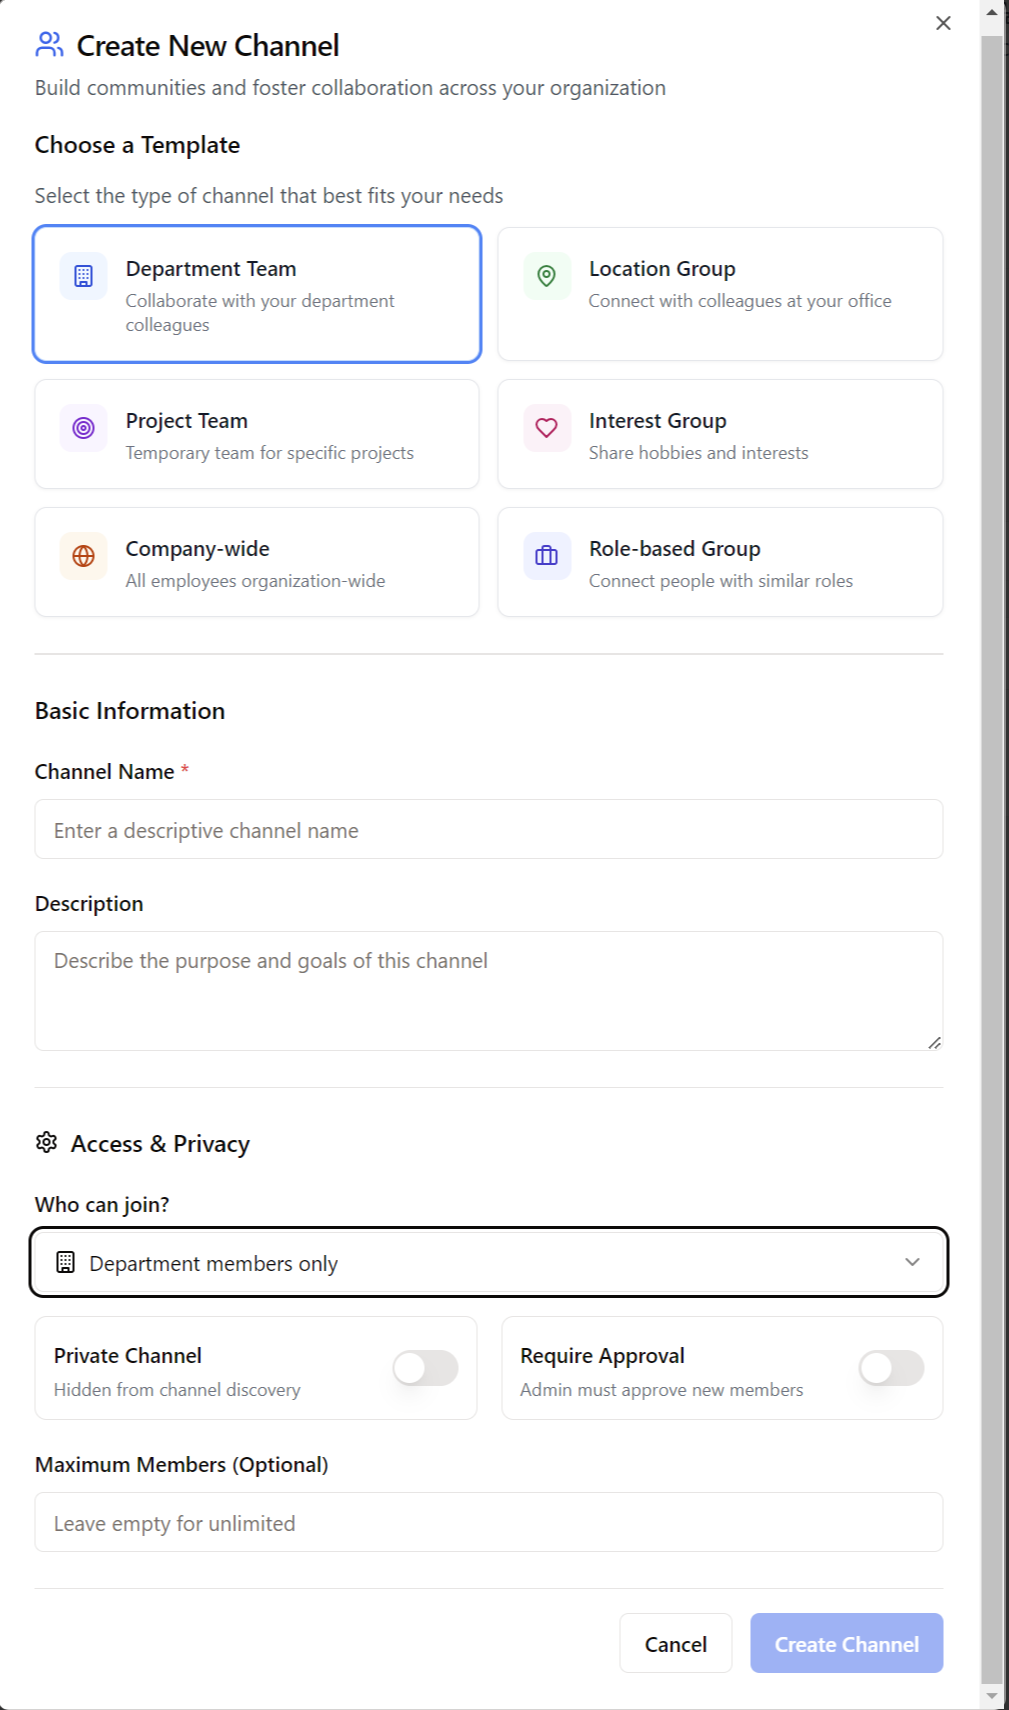 Create New Channel
Build communities and foster collaboration across your organization
Choose a Template
Select the type of channel that best fits your needs
Department Team
Collaborate with your department
colleagues
Location Group
Connect with colleagues at your office
Project Team
Temporary team for specific projects
Interest Group
Share hobbies and interests
Company-wide
All employees organization-wide
Role-based Group
Connect people with similar roles
Basic Information
Channel Name *
Enter a descriptive channel name
Description
Describe the purpose and goals of this channel
Access & Privacy
Who can join?
Department members only
Private Channel
Hidden from channel discovery
Require Approval
Admin must approve new members
Maximum Members (Optional)
Leave empty for unlimited
Cancel
Create Channel